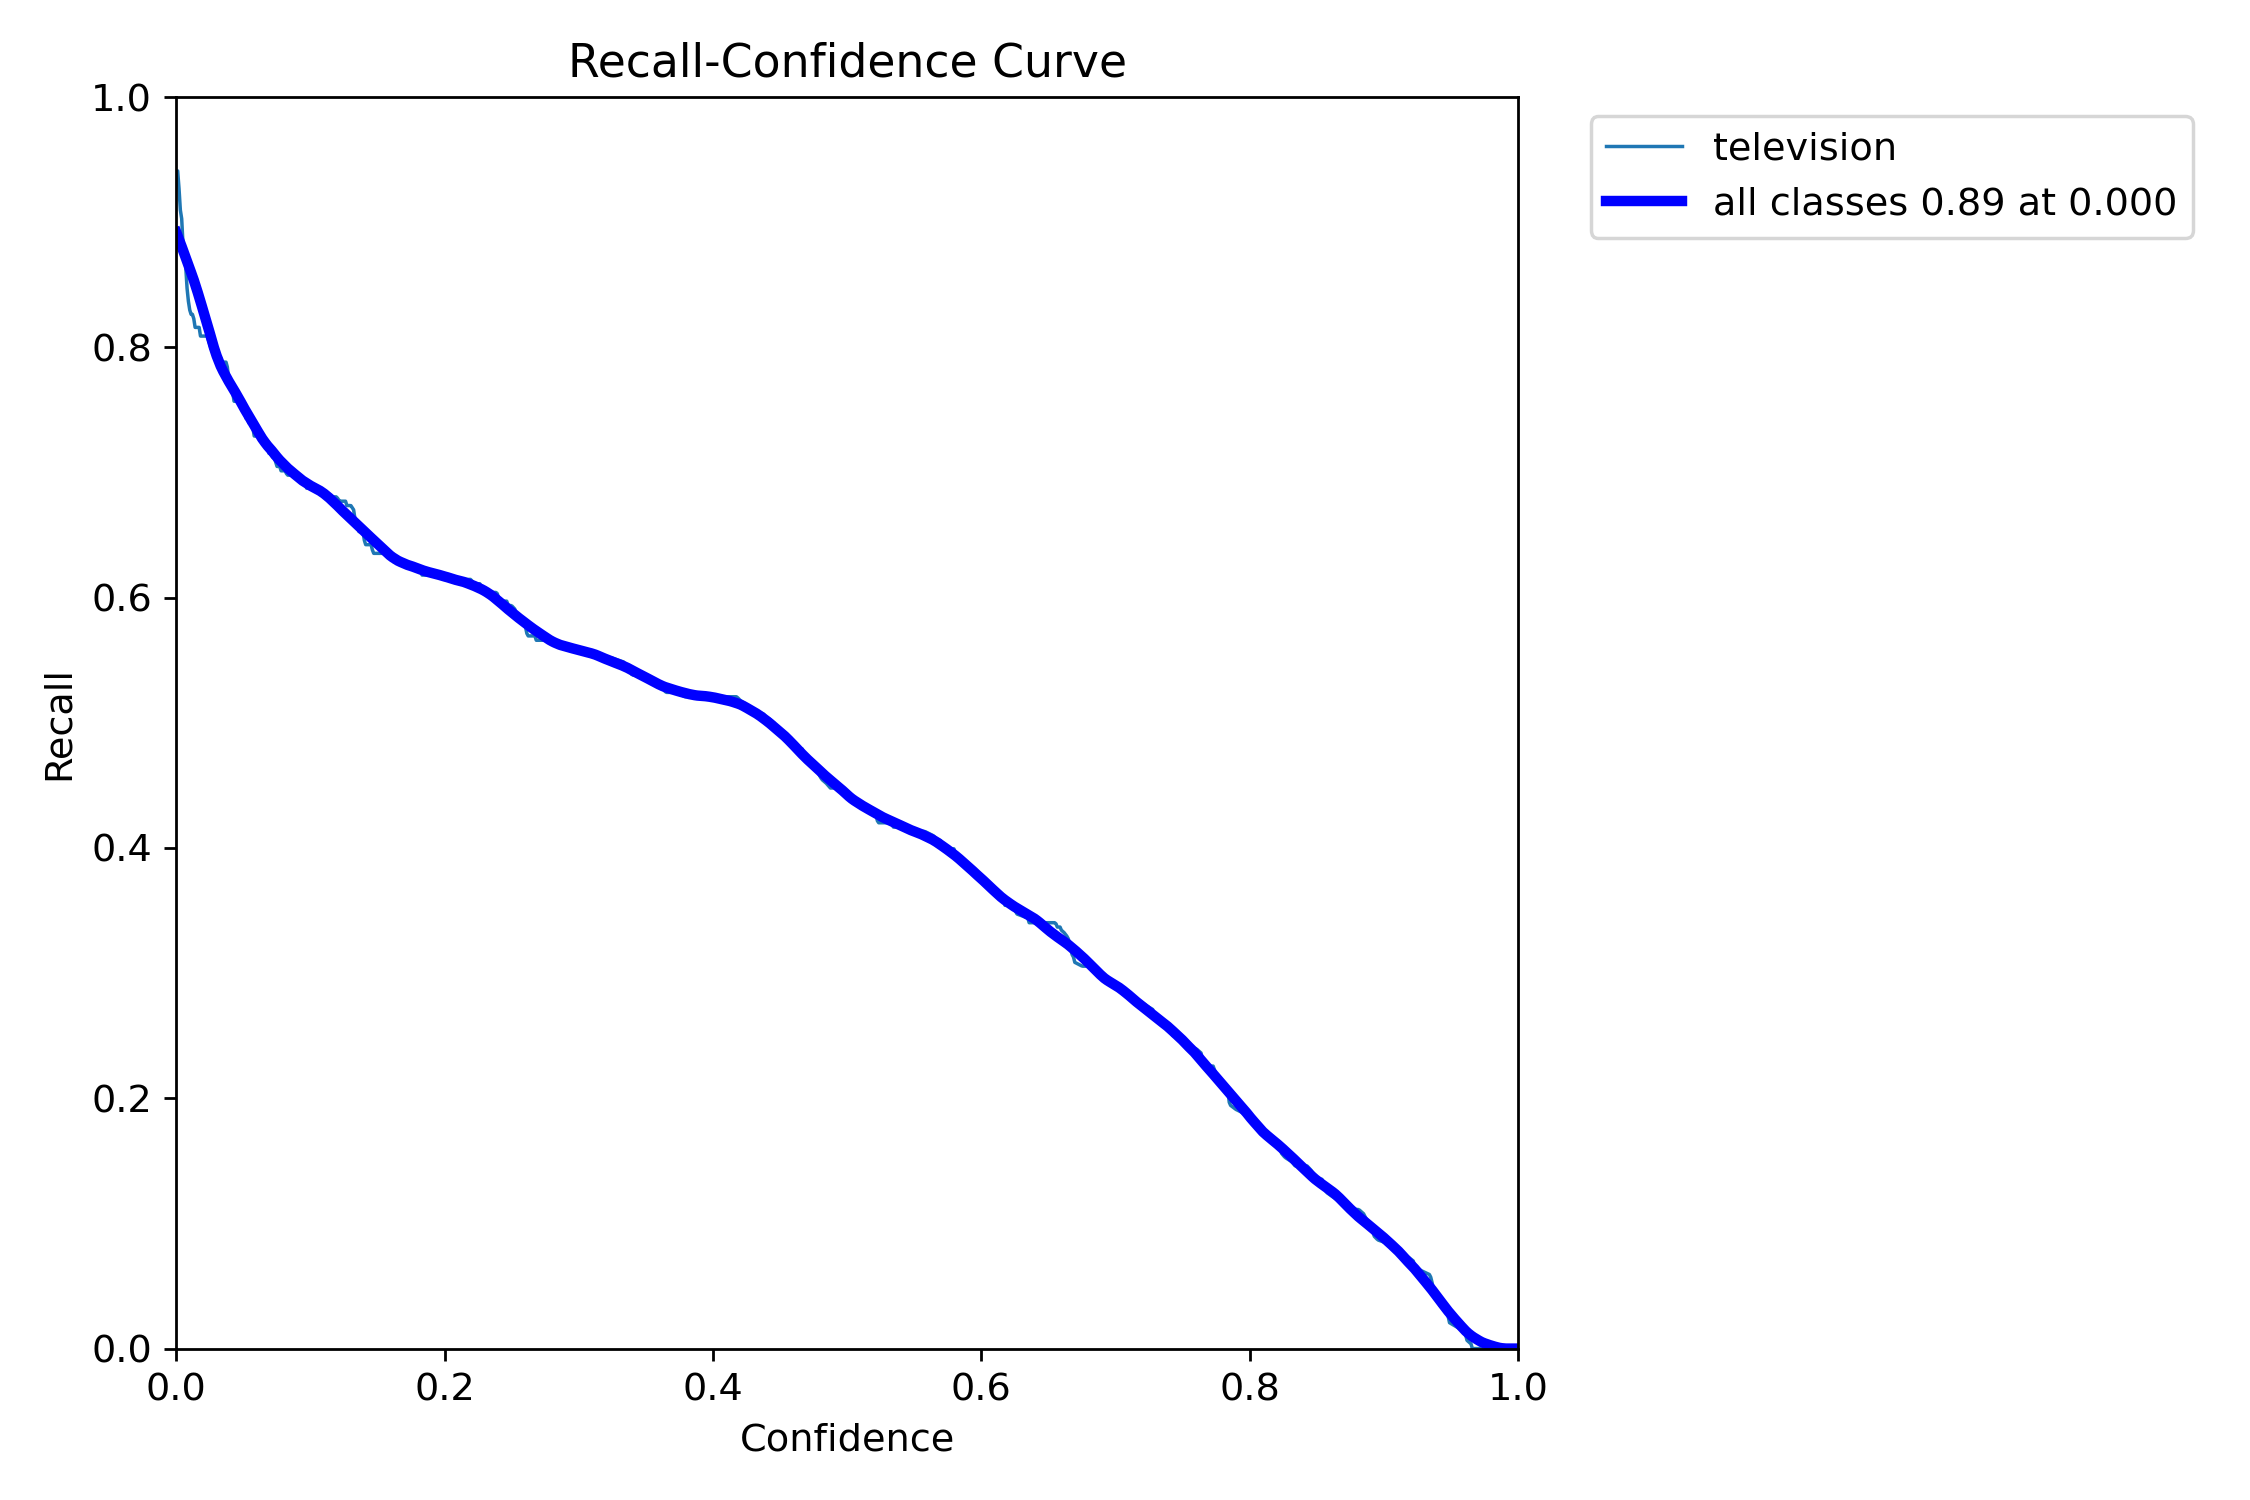 Recall-Confidence Curve
television
all classes 0.89 at 0.000
1.0
0.8
0.6
0.4
0.2
0.0
Recall
0.0 0.2 0.4 0.6 0.8 1.0
Confidence